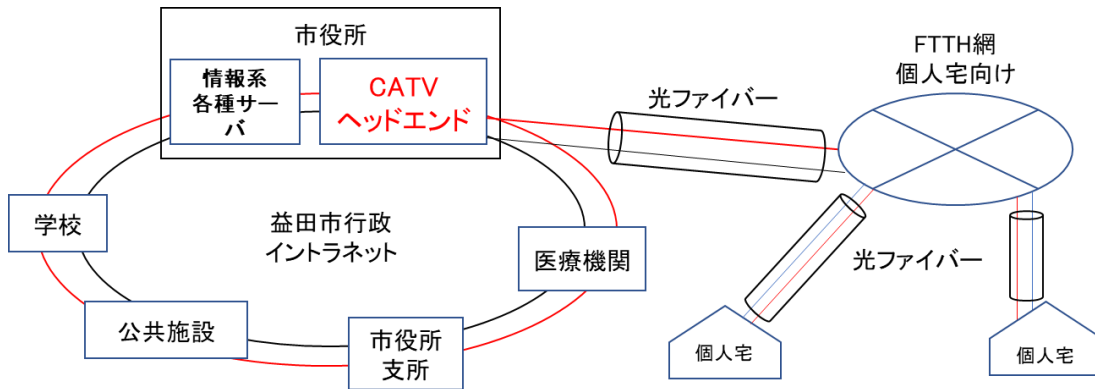 市役所
情報系
各種サー
バ
CATV
ヘッドエンド
光ファイバー
FTTH網
個人宅向け
学校
益田市行政
イントラネット
医療機関
光ファイバー
公共施設
市役所
支所
個人宅
個人宅